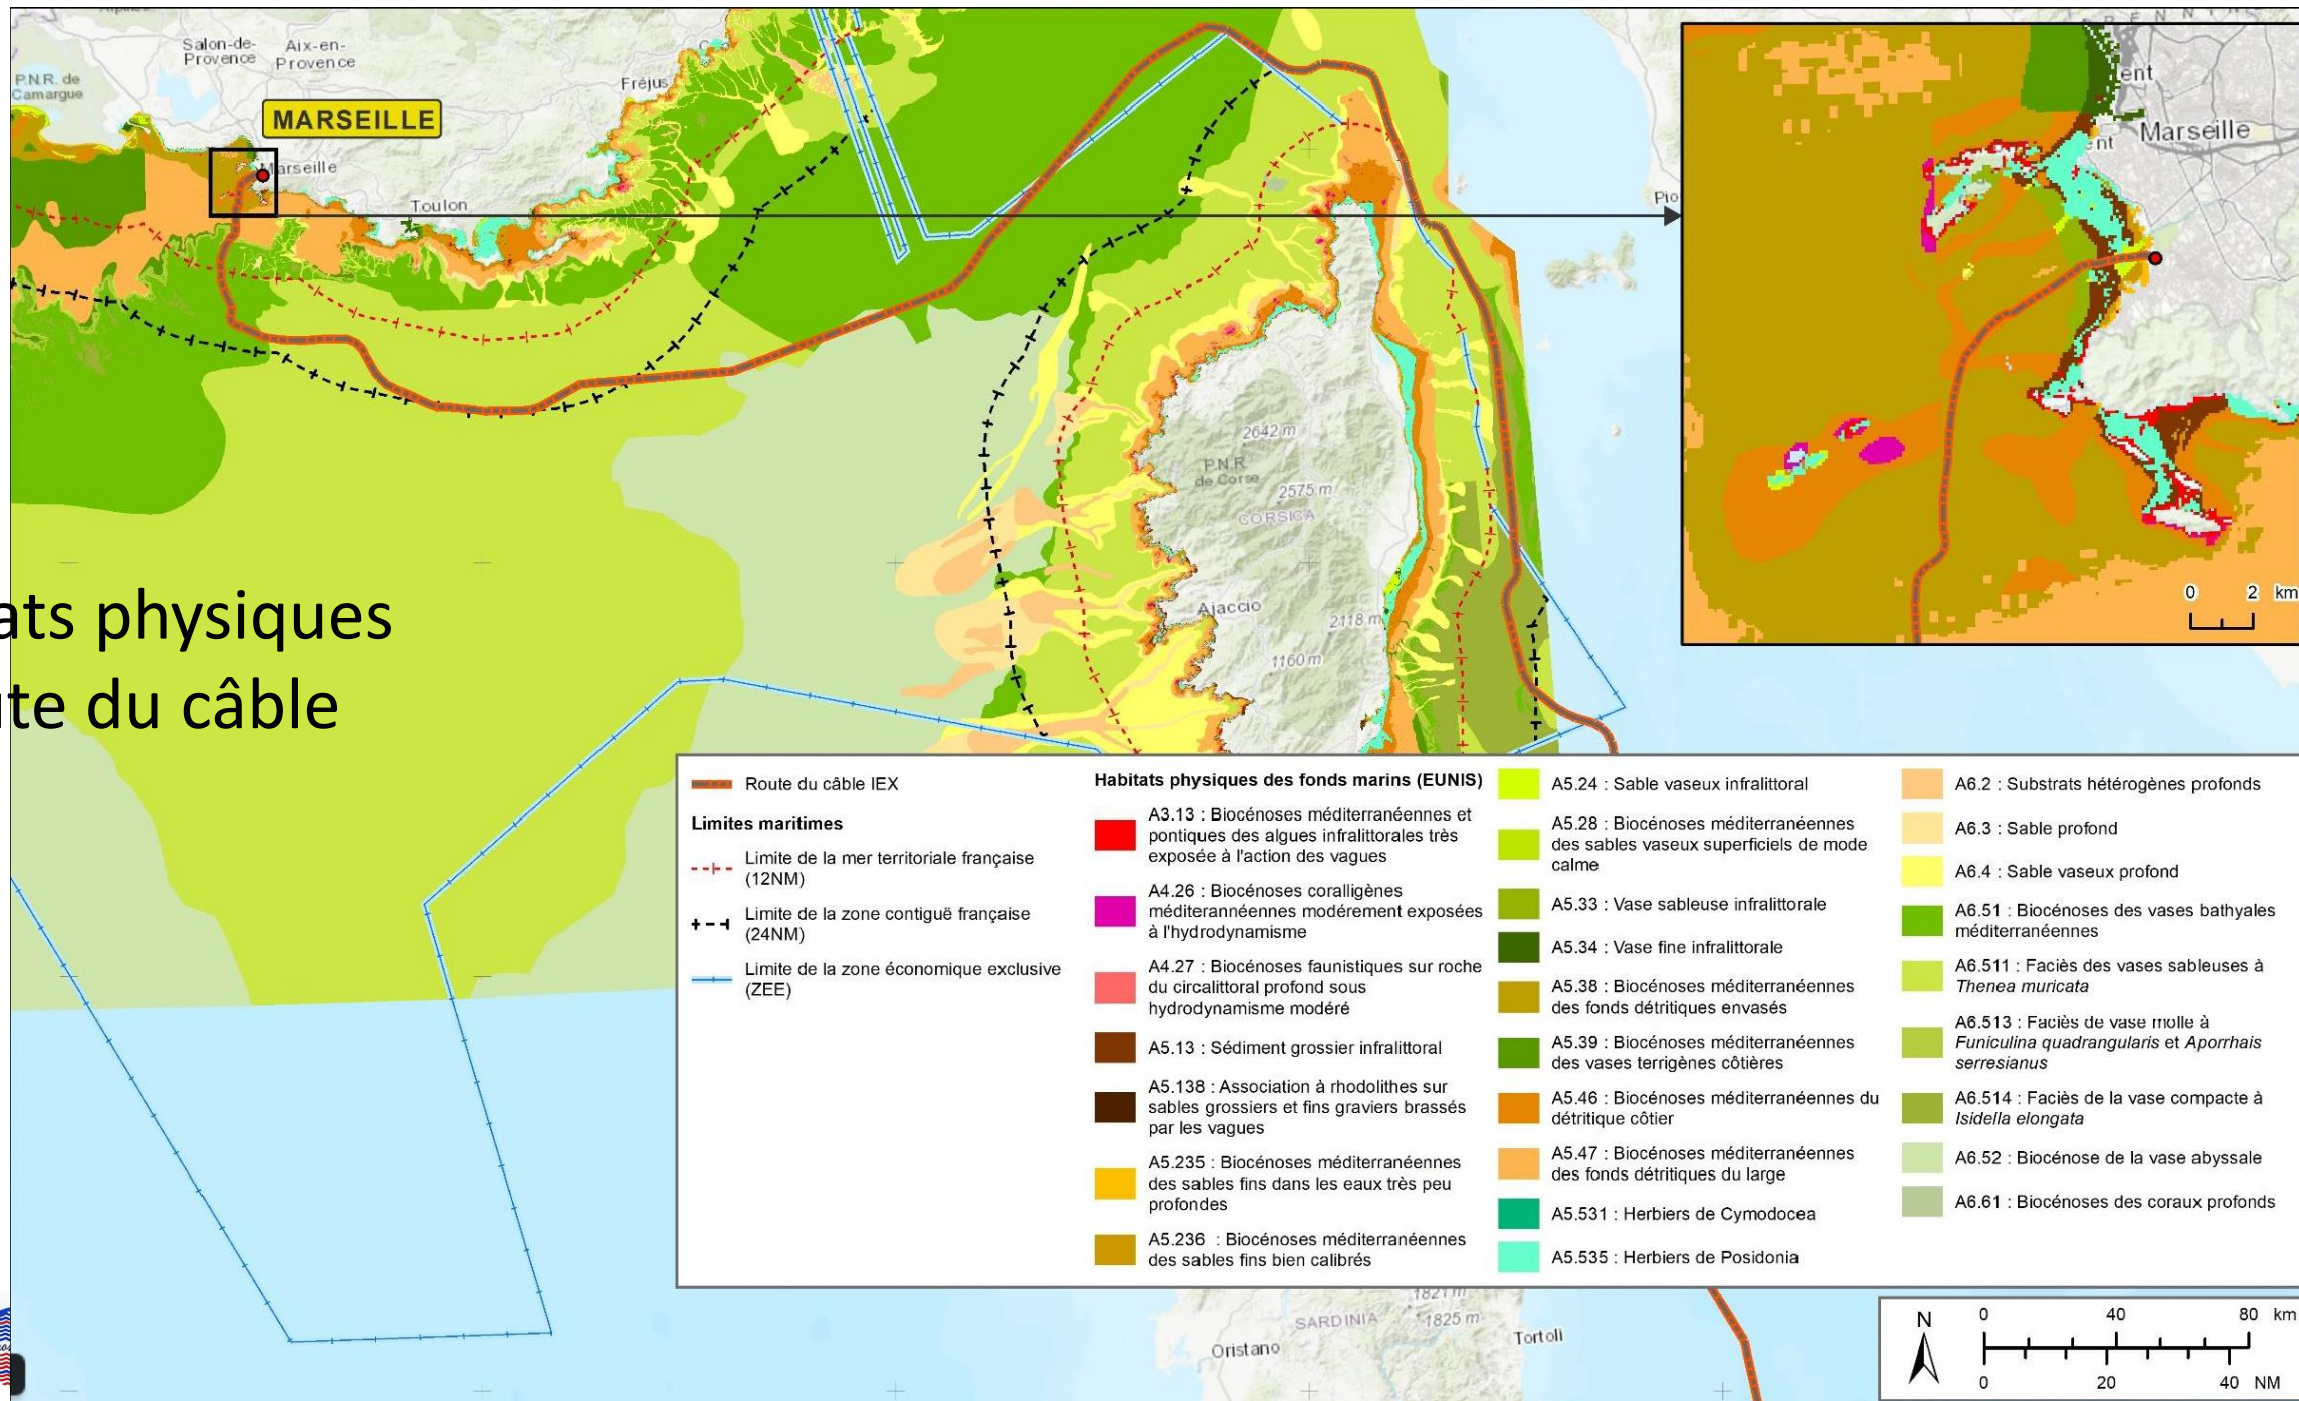 Salon-de-
Provence
Aix-en-
Provence
P.N.R. de
Camargue
Fréjus
MARSEILLE
Marseille
Toulon
Marseille
0 2 km
2642 m
P.N.R
de Corse
2575 m
CORSICA
Ajaccio
2118 m
1160 m
ats physiques
ute du câble
Route du câble IEX
Limites maritimes
Limite de la mer territoriale française
(12NM)
Limite de la zone contiguë française
(24NM)
Limite de la zone économique exclusive
(ZEE)
Habitats physiques des fonds marins (EUNIS)
A3.13 : Biocénoses méditerranéennes et
pontiques des algues infralittorales très
exposée à l'action des vagues
A4.26 : Biocénoses coralligènes
méditerannéennes modérement exposées
à l'hydrodynamisme
A4.27 : Biocénoses faunistiques sur roche
du circalittoral profond sous
hydrodynamisme modéré
A5.13 : Sédiment grossier infralittoral
A5.138 : Association à rhodolithes sur
sables grossiers et fins graviers brassés
par les vagues
A5.235 : Biocénoses méditerranéennes
des sables fins dans les eaux très peu
profondes
A5.236 : Biocénoses méditerranéennes
des sables fins bien calibrés
A5.24 : Sable vaseux infralittoral
A5.28 : Biocénoses méditerranéennes
des sables vaseux superficiels de mode
calme
A5.33 : Vase sableuse infralittorale
A5.34 : Vase fine infralittorale
A5.38 : Biocénoses méditerranéennes
des fonds détritiques envasés
A5.39 : Biocénoses méditerranéennes
des vases terrigènes côtières
A5.46 : Biocénoses méditerranéennes du
détritique côtier
A5.47 : Biocénoses méditerranéennes
des fonds détritiques du large
A5.531 : Herbiers de Cymodocea
A5.535 : Herbiers de Posidonia
A6.2 : Substrats hétérogènes profonds
A6.3 : Sable profond
A6.4 : Sable vaseux profond
A6.51 : Biocénoses des vases bathyales
méditerranéennes
A6.511 : Faciès des vases sableuses à
Thenea muricata
A6.513 : Faciès de vase molle à
Funiculina quadrangularis et Aporrhais
serresianus
A6.514 : Faciès de la vase compacte à
Isidella elongata
A6.52 : Biocénose de la vase abyssale
A6.61 : Biocénoses des coraux profonds
1821 m
SARDINIA
1825 m
Oristano
Tortolì
N
0 40 80 km
0 20 40 NM